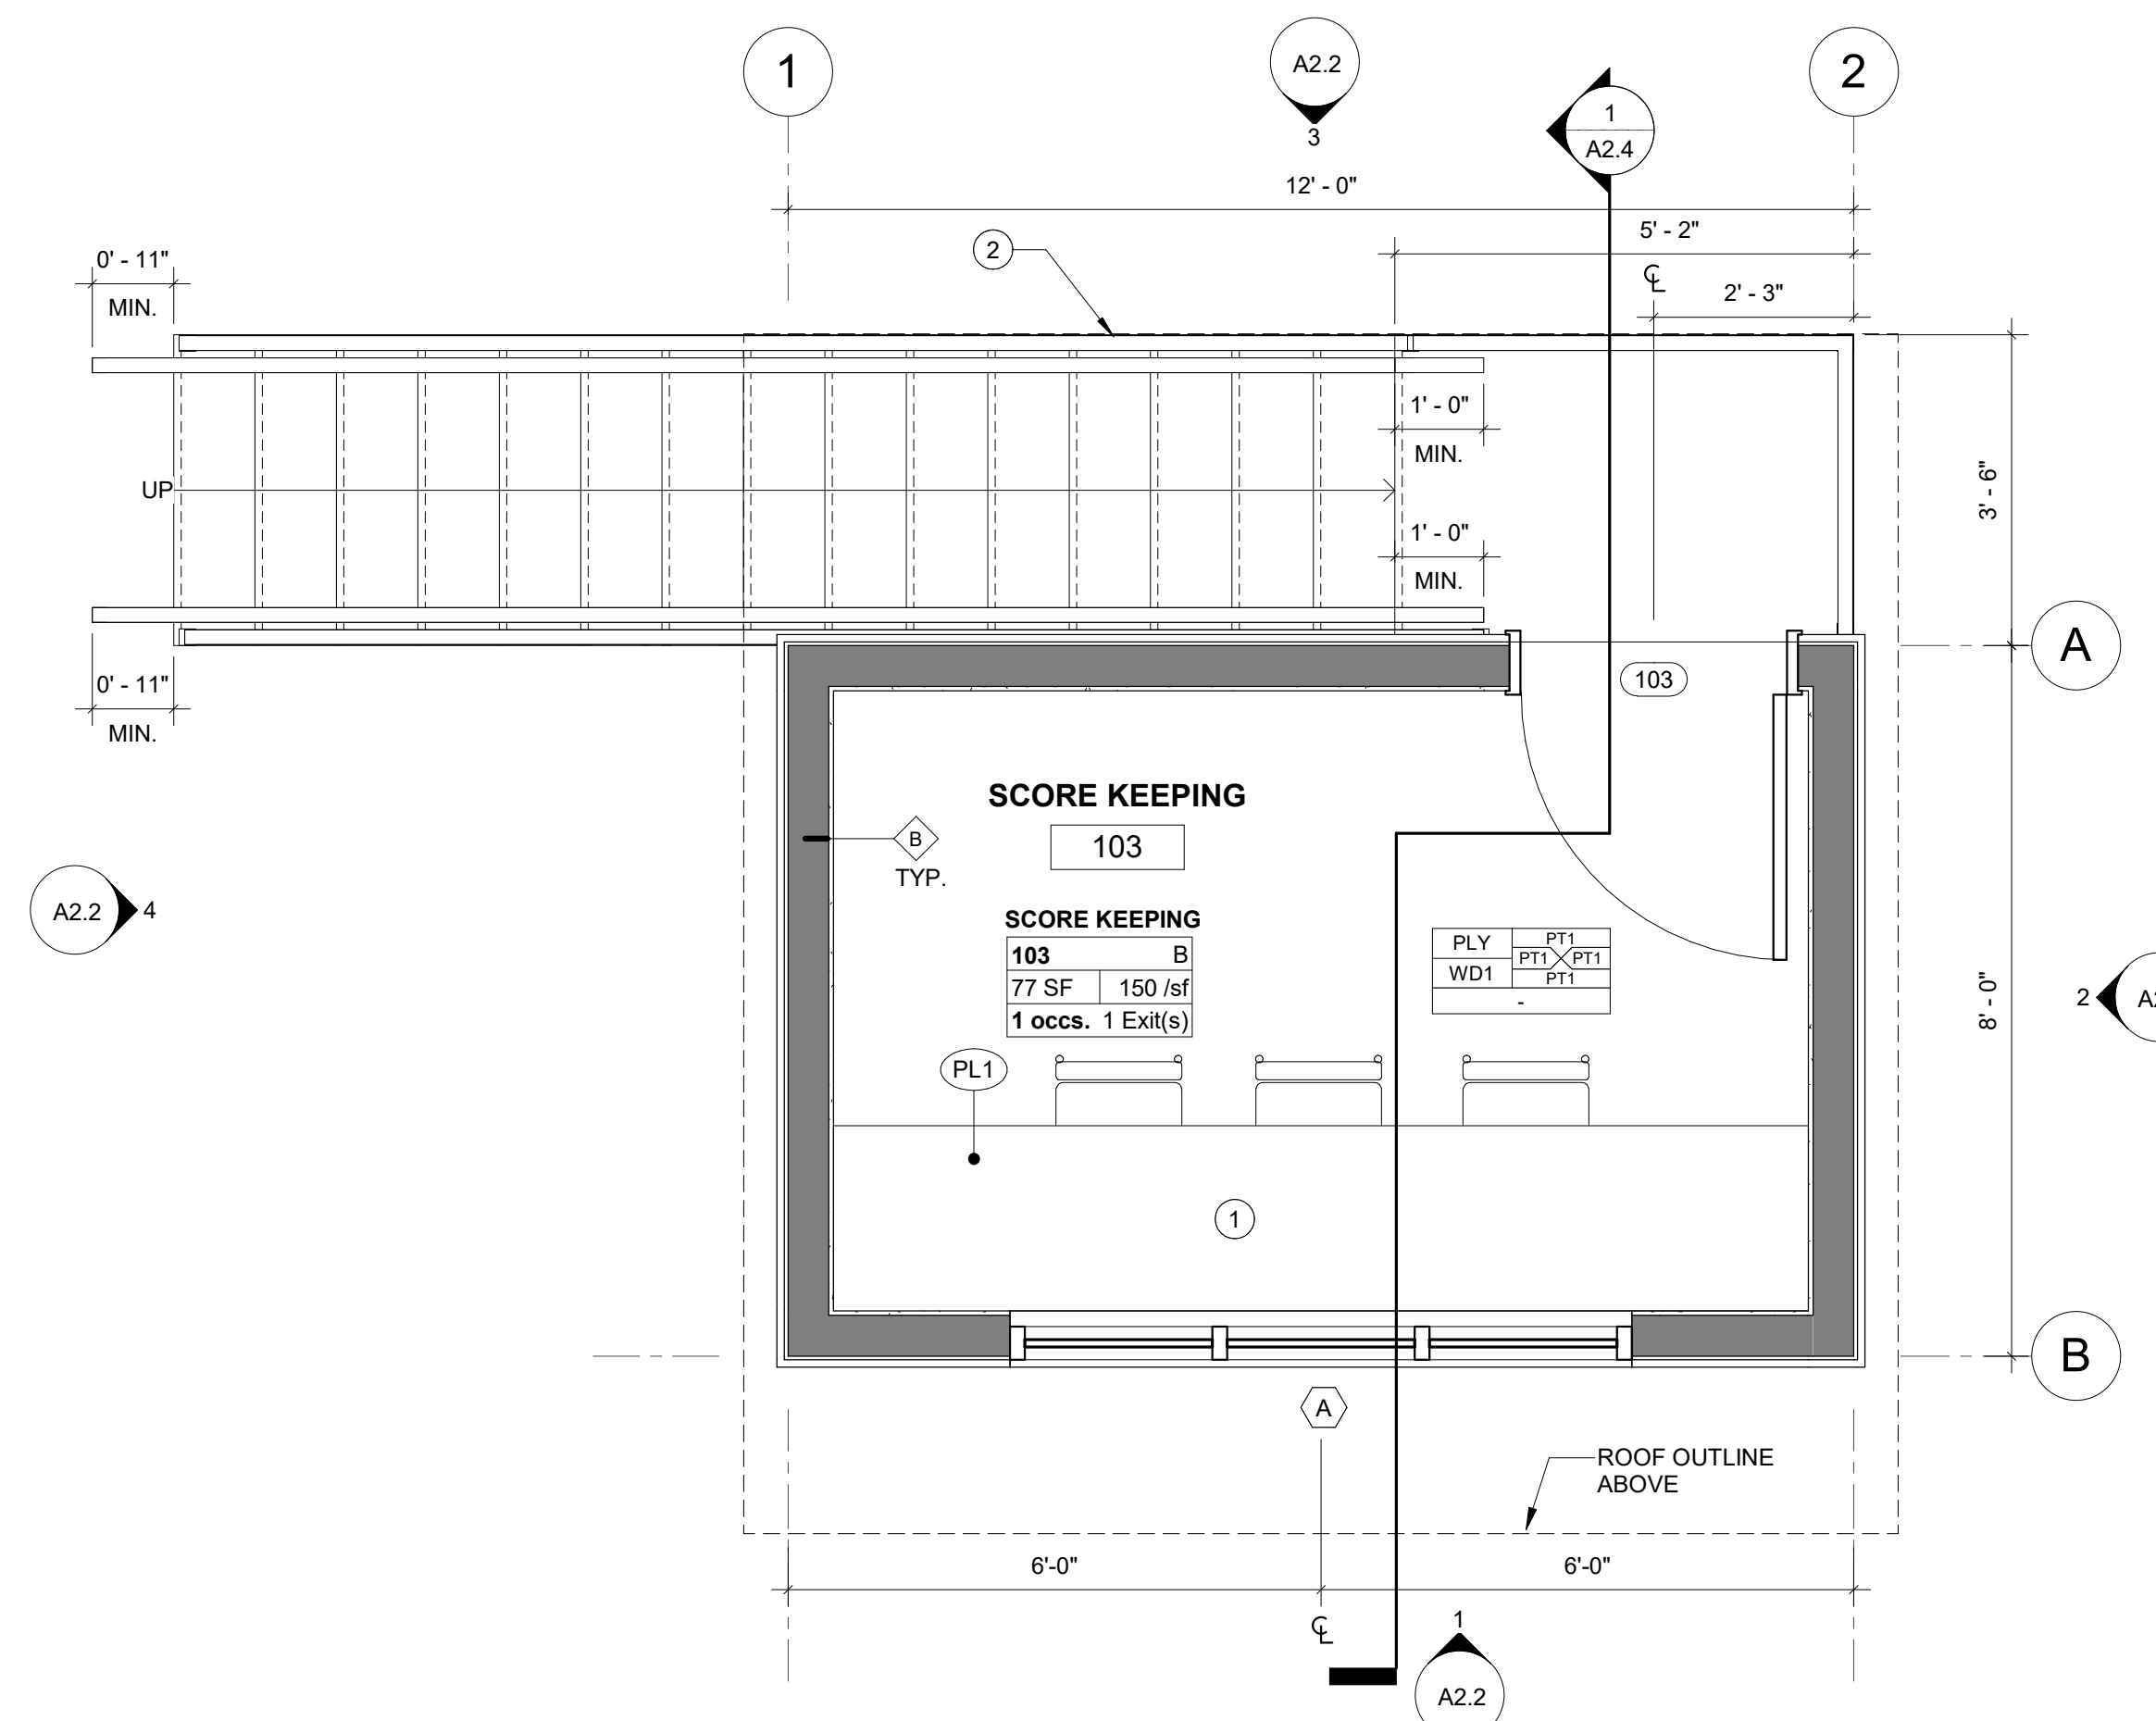 1
A2.2
3
1
A2.4
2
12' - 0"
5' - 2"
2
0' - 11"
MIN.
℄
2' - 3"
1' - 0"
MIN.
UP
3' - 6"
1' - 0"
MIN.
A
0' - 11"
MIN.
103
SCORE KEEPING
103
B
TYP.
A2.2 4
SCORE KEEPING
103 B
77 SF 150 /sf
1 occs. 1 Exit(s)
PLY
WD1
PT1
PT1 PT1
PT1
-
8' - 0"
2
PL1
1
B
A
ROOF OUTLINE
ABOVE
6'-0"
6'-0"
℄
1
A2.2